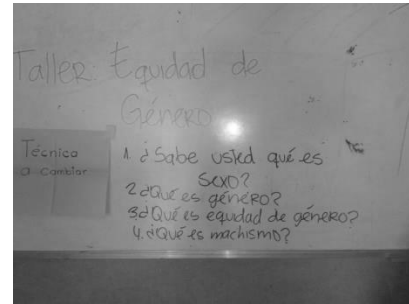 Taller: Equidad de
Género
Técnica
a cambiar
1 ¿Sabe usted qué es
Sexo?
2 ¿Qué es género?
3 ¿Qué es equidad de género?
4. ¿Qué es machismo?